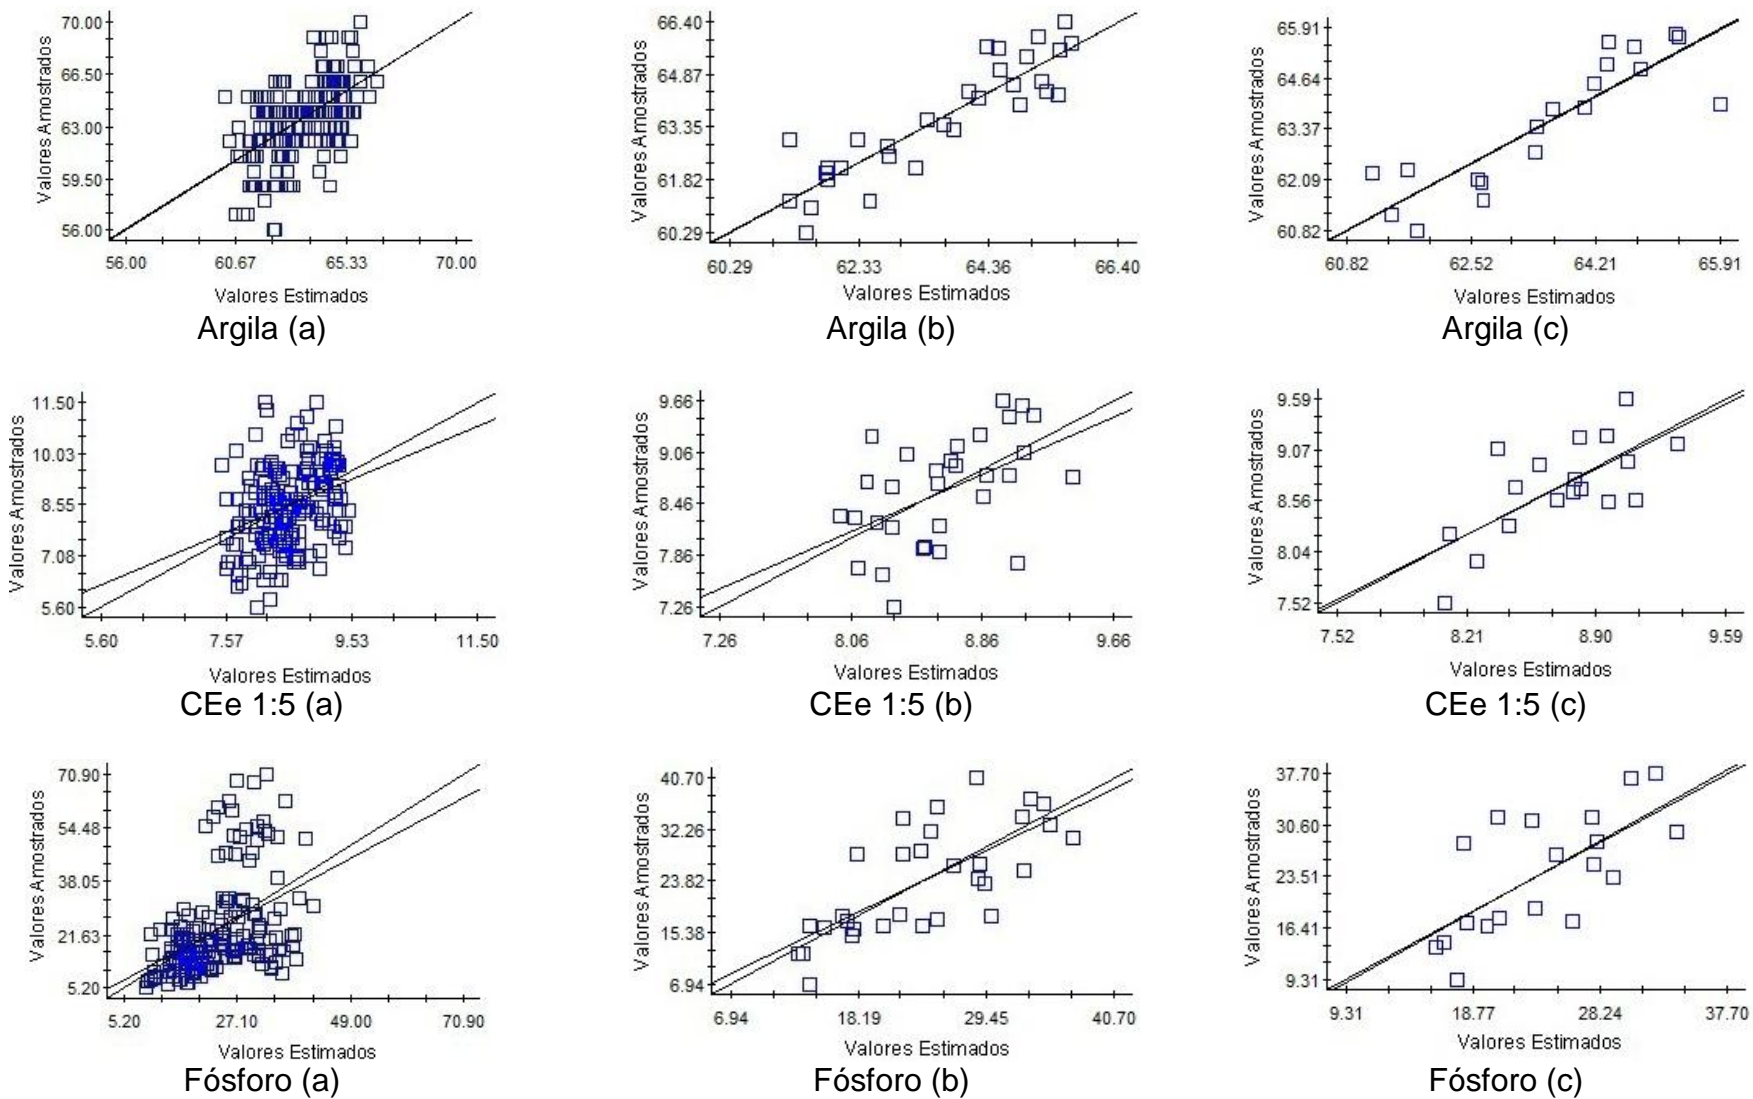 Valores Amostrados
70.00
66.50
63.00
59.50
56.00
56.00 60.67 65.33 70.00
Valores Estimados
Argila (a)
Valores Amostrados
66.40
64.87
63.35
61.82
60.29
60.29 62.33 64.36 66.40
Valores Estimados
Argila (b)
Valores Amostrados
65.91
64.64
63.37
62.09
60.82
60.82 62.52 64.21 65.91
Valores Estimados
Argila (c)
Valores Amostrados
11.50
10.03
8.55
7.08
5.60
5.60 7.57 9.53 11.50
Valores Estimados
CEe 1:5 (a)
Valores Amostrados
9.66
9.06
8.46
7.86
7.26
7.26 8.06 8.86 9.66
Valores Estimados
CEe 1:5 (b)
Valores Amostrados
9.59
9.07
8.56
8.04
7.52
7.52 8.21 8.90 9.59
Valores Estimados
CEe 1:5 (c)
Valores Amostrados
70.90
54.48
38.05
21.63
5.20
5.20 27.10 49.00 70.90
Valores Estimados
Fósforo (a)
Valores Amostrados
40.70
32.26
23.82
15.38
6.94
6.94 18.19 29.45 40.70
Valores Estimados
Fósforo (b)
Valores Amostrados
37.70
30.60
23.51
16.41
9.31
9.31 18.77 28.24 37.70
Valores Estimados
Fósforo (c)